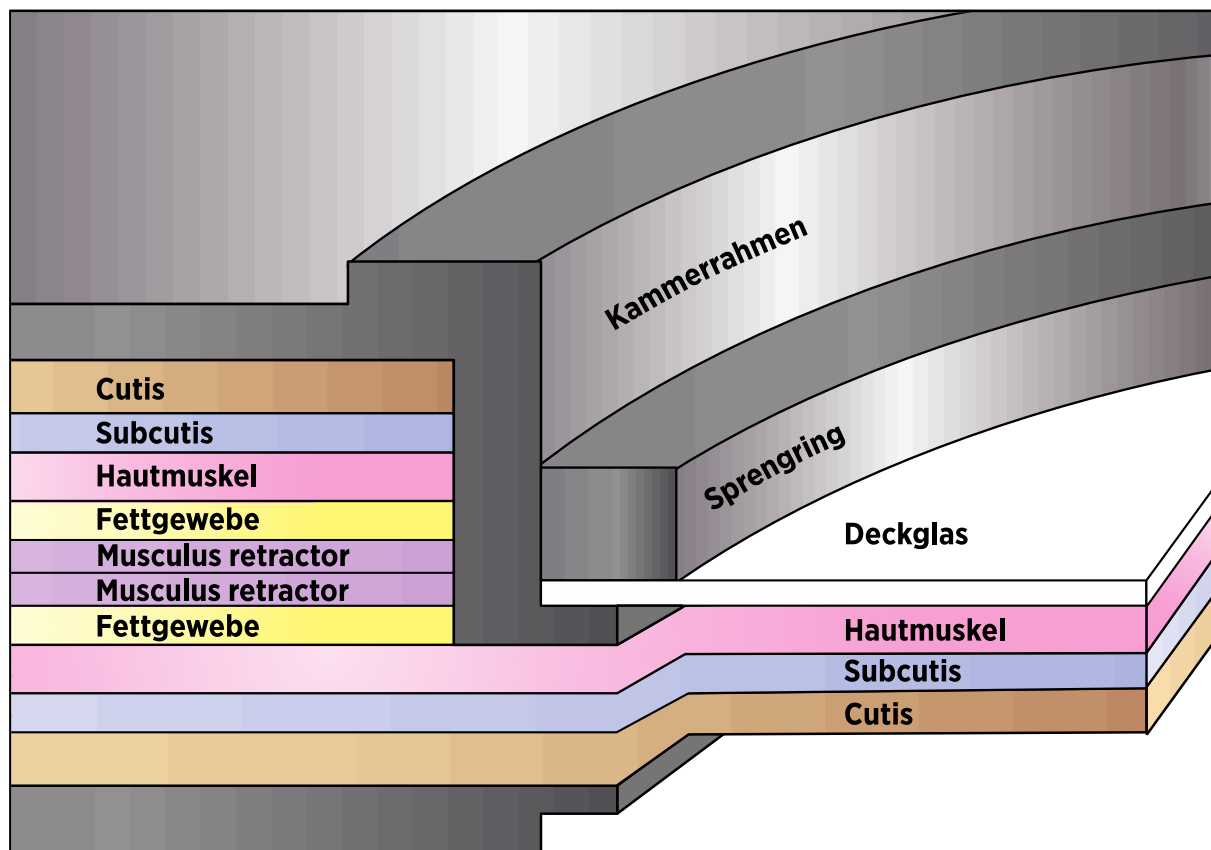 Kammerrahmen
Sprengring
Cutis
Subcutis
Hautmuskel
Fettgewebe
Musculus retractor
Musculus retractor
Fettgewebe
Deckglas
Hautmuskel
Subcutis
Cutis